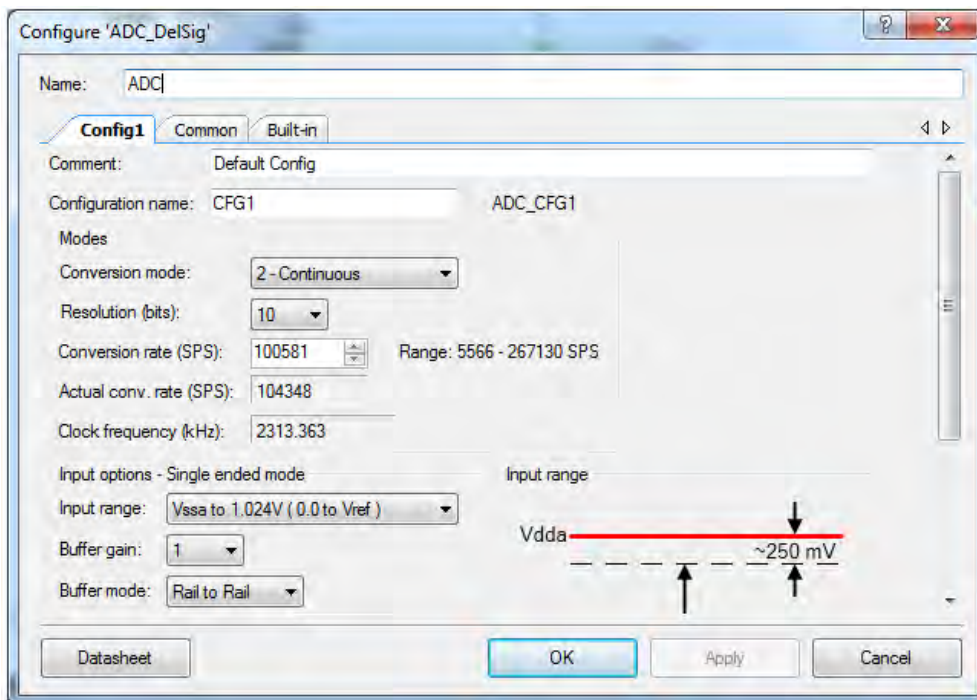 Configure 'ADC_DelSig'
Name: ADC
Config1 Common Built-in
Comment: Default Config
Configuration name: CFG1 ADC_CFG1
Modes
Conversion mode: 2 - Continuous
Resolution (bits): 10
Conversion rate (SPS): 100581 Range: 5566 - 267130 SPS
Actual conv. rate (SPS): 104348
Clock frequency (kHz): 2313.363
Input options - Single ended mode Input range
Input range: Vssa to 1.024V ( 0.0 to Vref )
Vdda
~250 mV
Buffer gain: 1
Buffer mode: Rail to Rail
Datasheet OK Apply Cancel